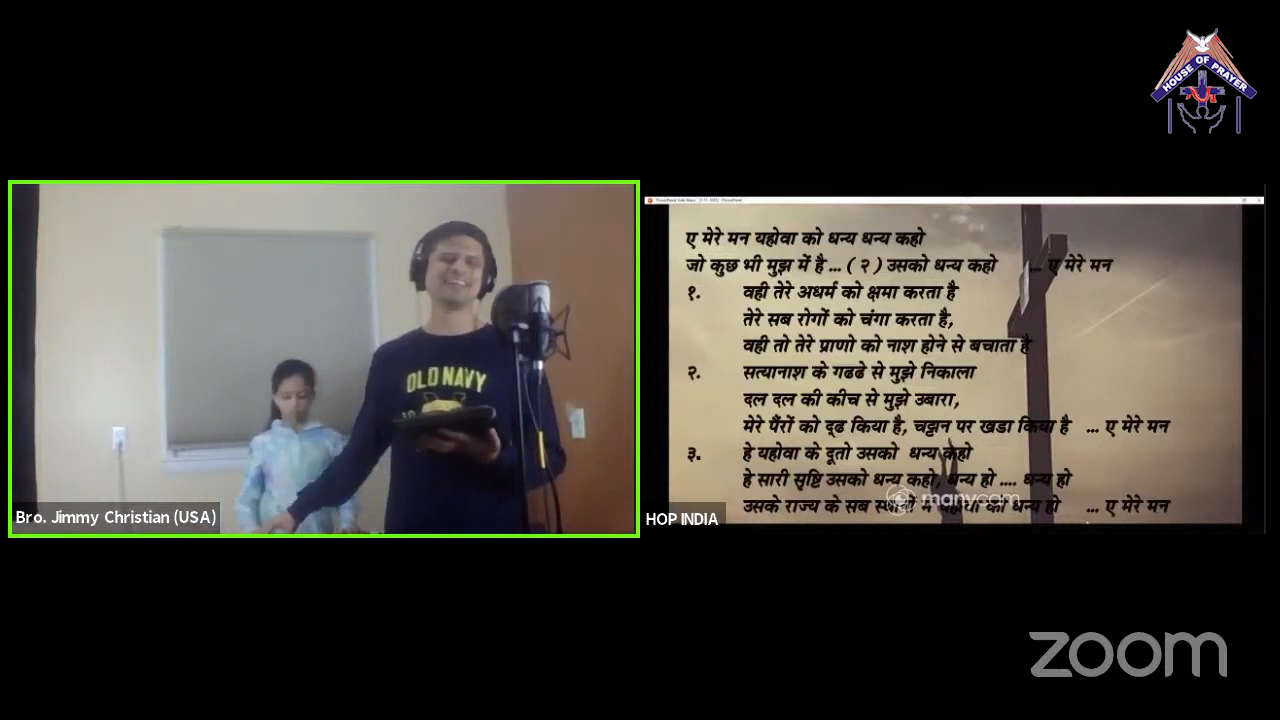 HOUSE OF PRAYER
OLD NAVY
Bro. Jimmy Christian (USA)
ए मेरे मन यहोवा को धन्य धन्य कहो
जो कुछ भी मुझ में है ... ( २ ) उसको धन्य कहो ... ए मेरे मन
१. वही तेरे अधर्म को क्षमा करता है
तेरे सब रोगों को चंगा करता है,
वही तो तेरे प्राणो को नाश होने से बचाता है
२. सत्यानाश के गढढे से मुझे निकाला
दल दल की कीच से मुझे उबारा,
मेरे पैंरों को दृढ किया है, चट्टान पर खडा किया है ... ए मेरे मन
३. हे यहोवा के दूतो उसको धन्य कहो
हे सारी सृष्टि उसको धन्य कहो, धन्य हो .... धन्य हो
उसके राज्य के सब को धन्य हो ... ए मेरे मन
manycam
HOP INDIA
zoom